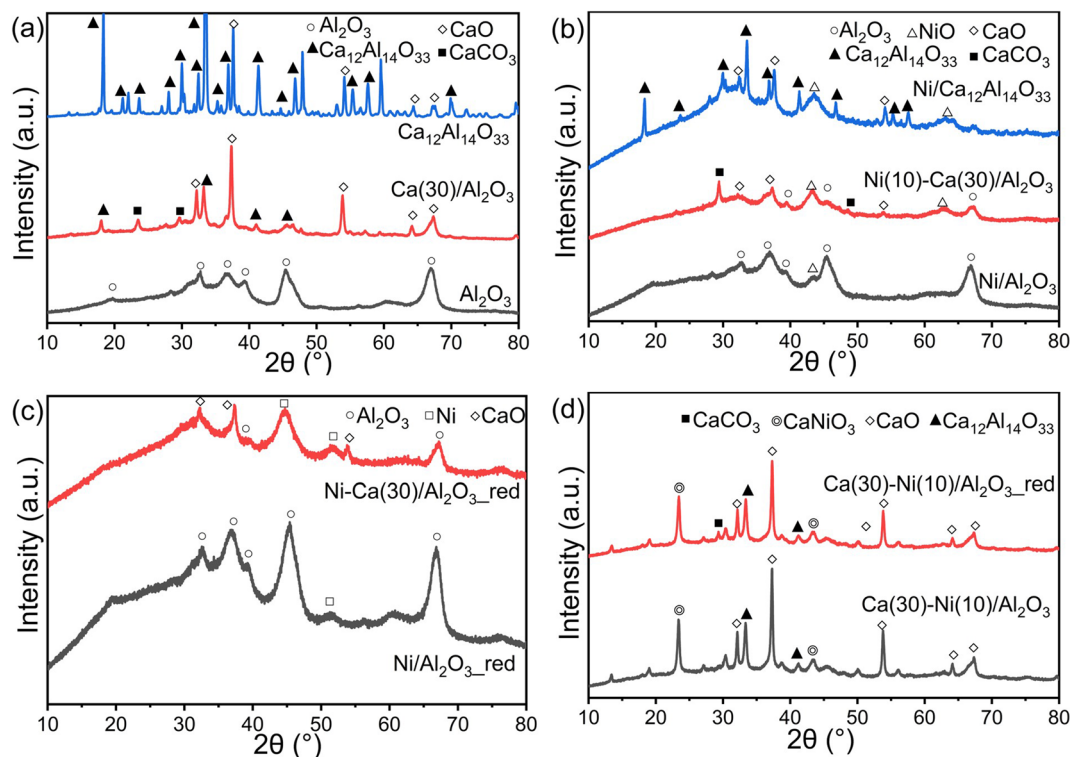 (a)
Al₂O₃
CaO
Ca₁₂Al₁₄O₃₃
CaCO₃
Ca₁₂Al₁₄O₃₃
Ca(30)/Al₂O₃
Al₂O₃
Intensity (a.u.)
10 20 30 40 50 60 70 80
2θ (°)
(b)
Al₂O₃ NiO CaO
Ca₁₂Al₁₄O₃₃ CaCO₃
Ni/Ca₁₂Al₁₄O₃₃
Ni(10)-Ca(30)/Al₂O₃
Ni/Al₂O₃
Intensity (a.u.)
10 20 30 40 50 60 70 80
2θ (°)
(c)
Al₂O₃ Ni CaO
Ni-Ca(30)/Al₂O₃_red
Ni/Al₂O₃_red
Intensity (a.u.)
10 20 30 40 50 60 70 80
2θ (°)
(d)
CaCO₃ CaNiO₃ CaO Ca₁₂Al₁₄O₃₃
Ca(30)-Ni(10)/Al₂O₃_red
Ca(30)-Ni(10)/Al₂O₃
Intensity (a.u.)
10 20 30 40 50 60 70 80
2θ (°)